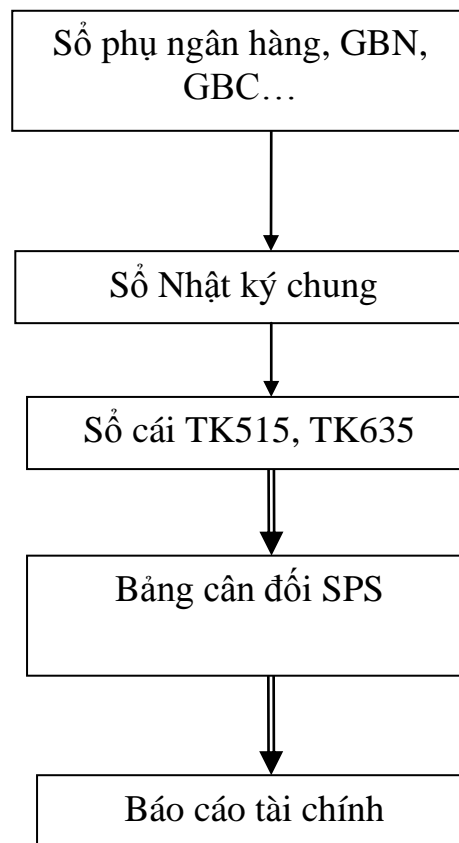 Sổ phụ ngân hàng, GBN,
GBC…
Sổ Nhật ký chung
Sổ cái TK515, TK635
Bảng cân đối SPS
Báo cáo tài chính